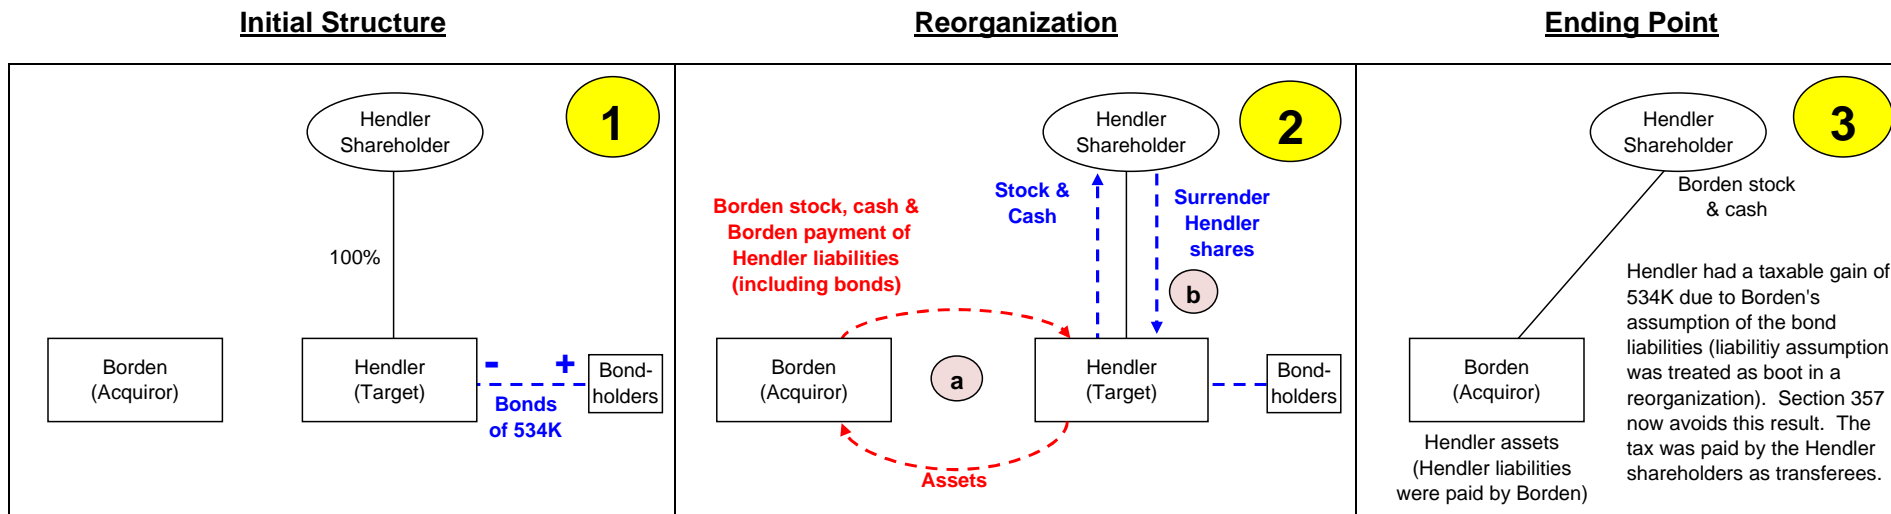 Initial Structure
Reorganization
Ending Point
1
Hendler
Shareholder
100%
Borden
(Acquiror)
Hendler
(Target)
- +
Bonds
of 534K
Bond-
holders
2
Hendler
Shareholder
Stock &
Cash
Surrender
Hendler
shares
b
Borden stock, cash &
Borden payment of
Hendler liabilities
(including bonds)
Borden
(Acquiror)
a
Hendler
(Target)
Bond-
holders
Assets
3
Hendler
Shareholder
Borden stock
& cash
Borden
(Acquiror)
Hendler assets
(Hendler liabilities
were paid by Borden)
Hendler had a taxable gain of
534K due to Borden's
assumption of the bond
liabilities (liabilitiy assumption
was treated as boot in a
reorganization).  Section 357
now avoids this result.  The
tax was paid by the Hendler
shareholders as transferees.